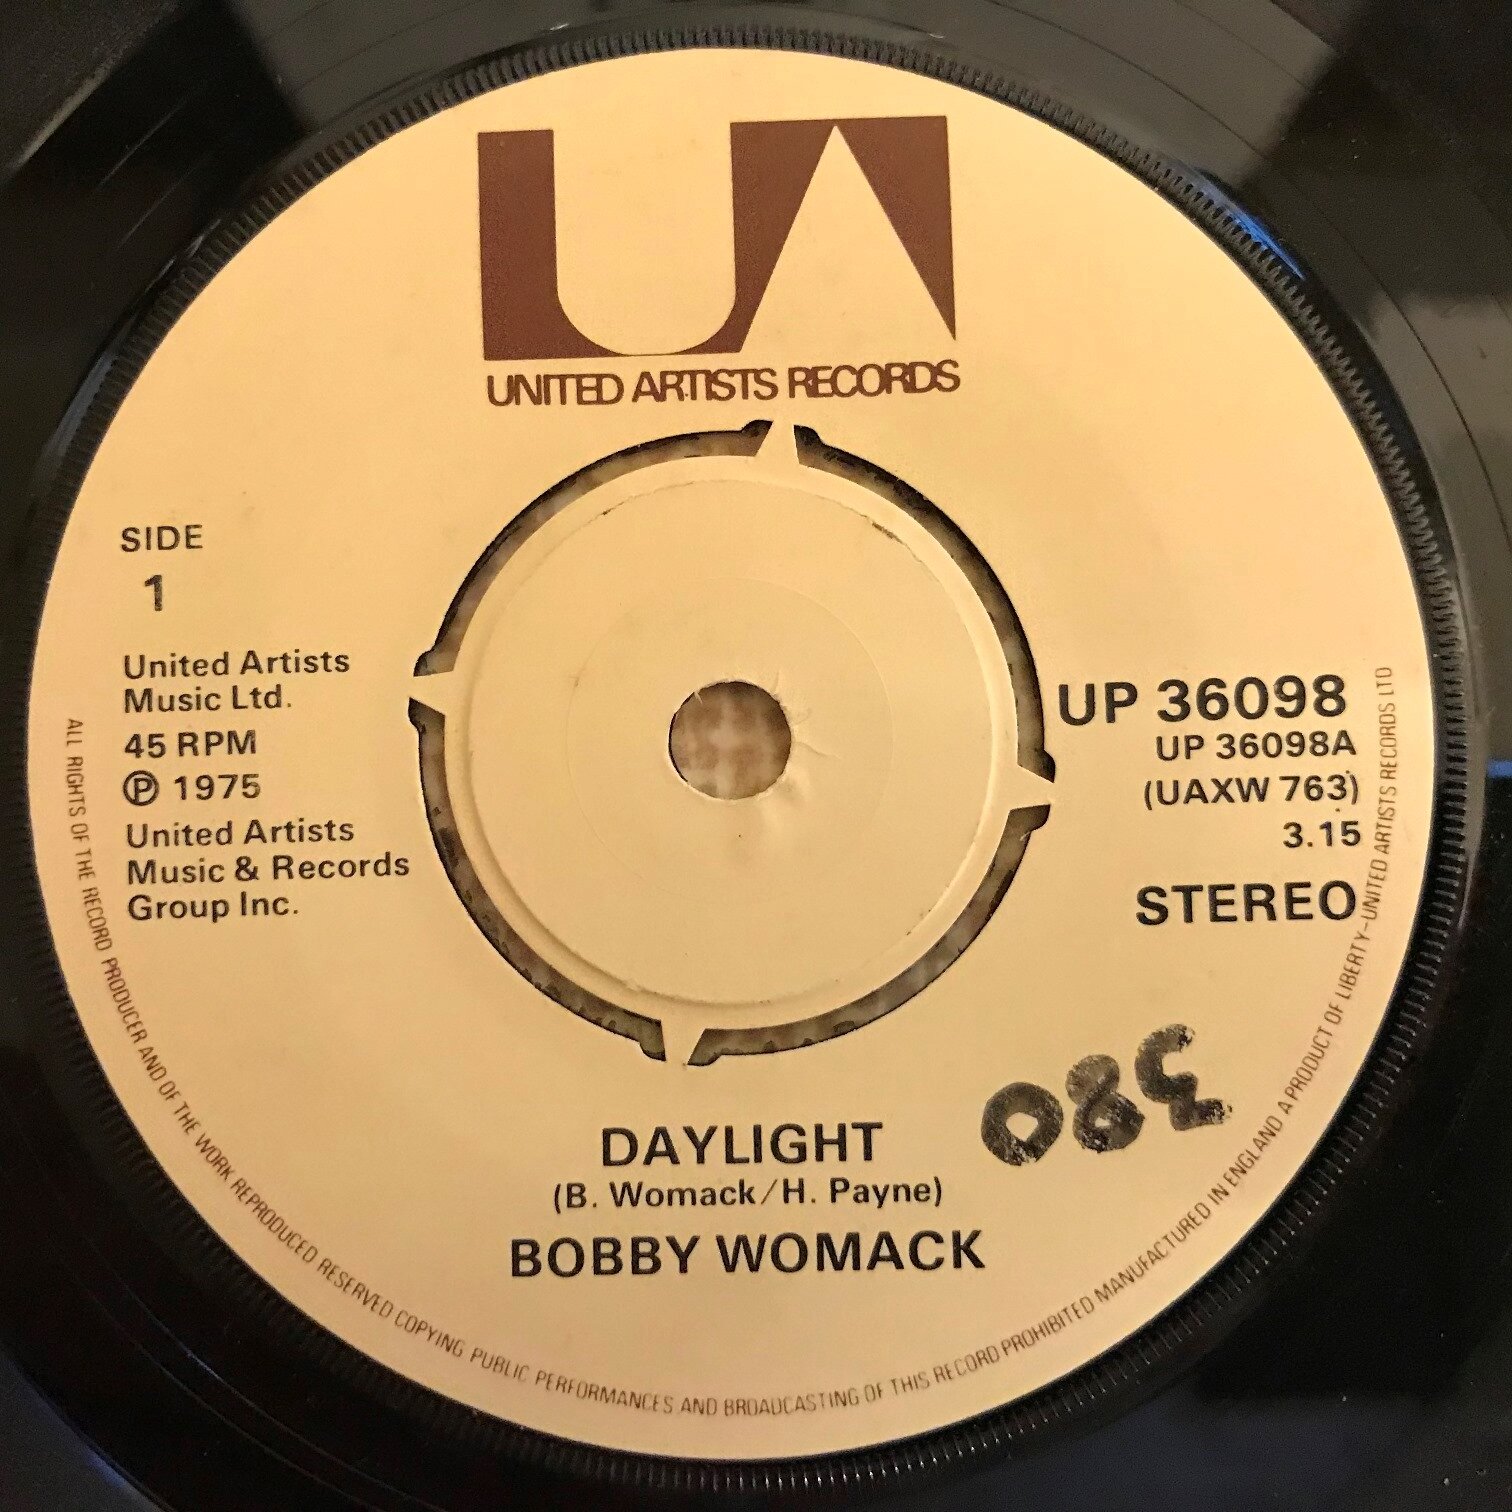 UA
UNITED ARTISTS RECORDS
SIDE
1
United Artists
Music Ltd.
45 RPM
℗ 1975
United Artists
Music & Records
Group Inc.
UP 36098
UP 36098A
(UAXW 763)
3.15
STEREO
380
DAYLIGHT
(B. Womack/H. Payne)
BOBBY WOMACK
ALL RIGHTS OF THE RECORD PRODUCER AND OF THE WORK REPRODUCED RESERVED COPYING PUBLIC PERFORMANCES AND BROADCASTING OF THIS RECORD PROHIBITED MANUFACTURED IN ENGLAND A PRODUCT OF LIBERTY-UNITED ARTISTS RECORDS LTD